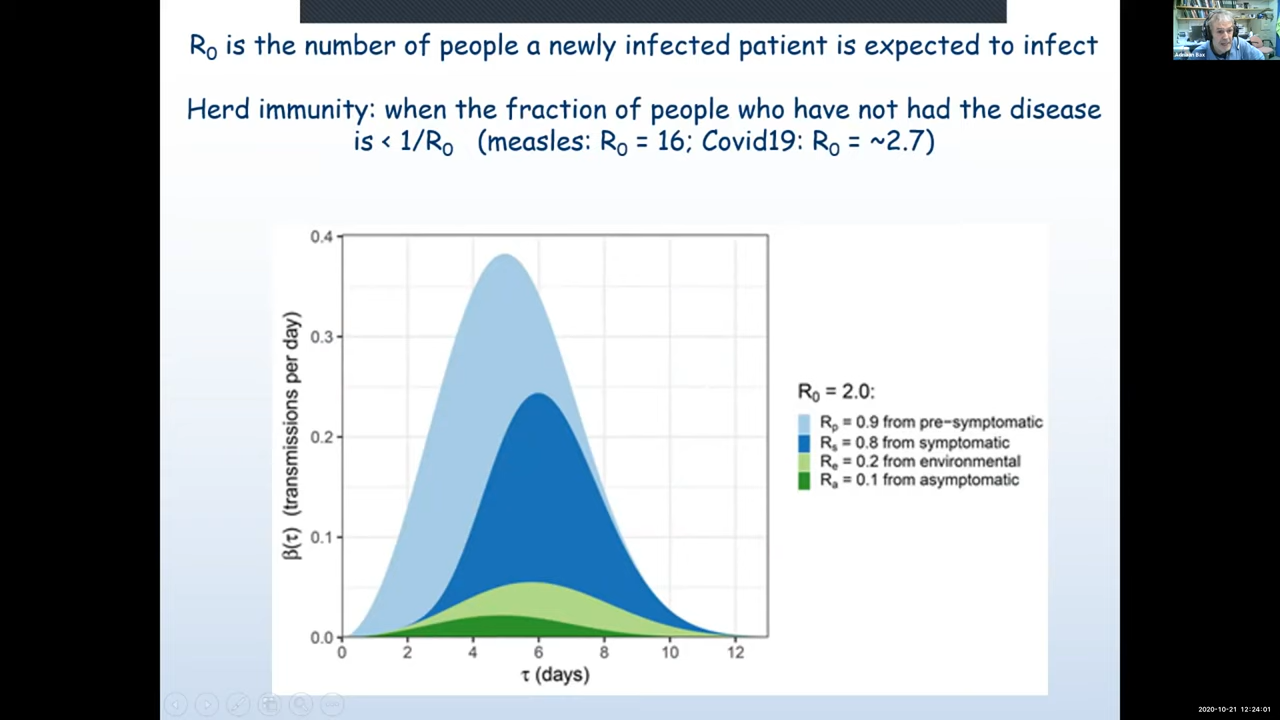 R₀ is the number of people a newly infected patient is expected to infect
Herd immunity: when the fraction of people who have not had the disease
is < 1/R₀ (measles: R₀ = 16; Covid19: R₀ = ~2.7)
Adriaan Bax
0.4
0.3
0.2
0.1
0.0
β(τ) (transmissions per day)
0 2 4 6 8 10 12
τ (days)
R₀ = 2.0:
Rₚ = 0.9 from pre−symptomatic
Rₛ = 0.8 from symptomatic
Rₑ = 0.2 from environmental
Rₐ = 0.1 from asymptomatic
2020-10-21 12:24:01